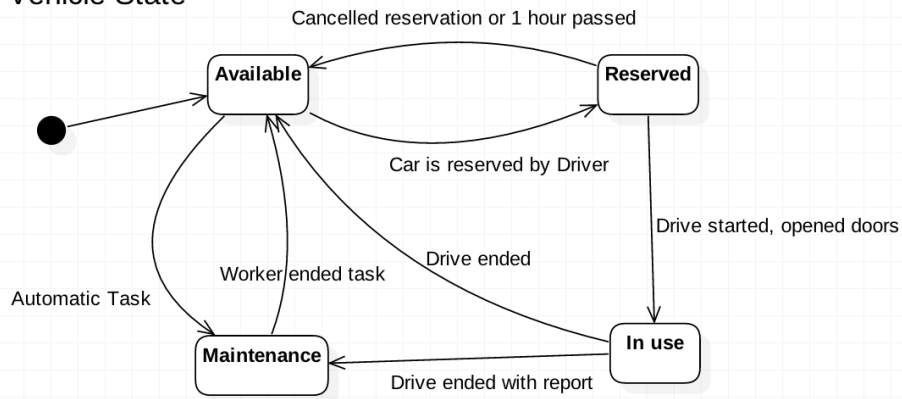 Vehicle State
Cancelled reservation or 1 hour passed
Available
Reserved
Car is reserved by Driver
Drive started, opened doors
Drive ended
Worker ended task
Automatic Task
In use
Maintenance
Drive ended with report